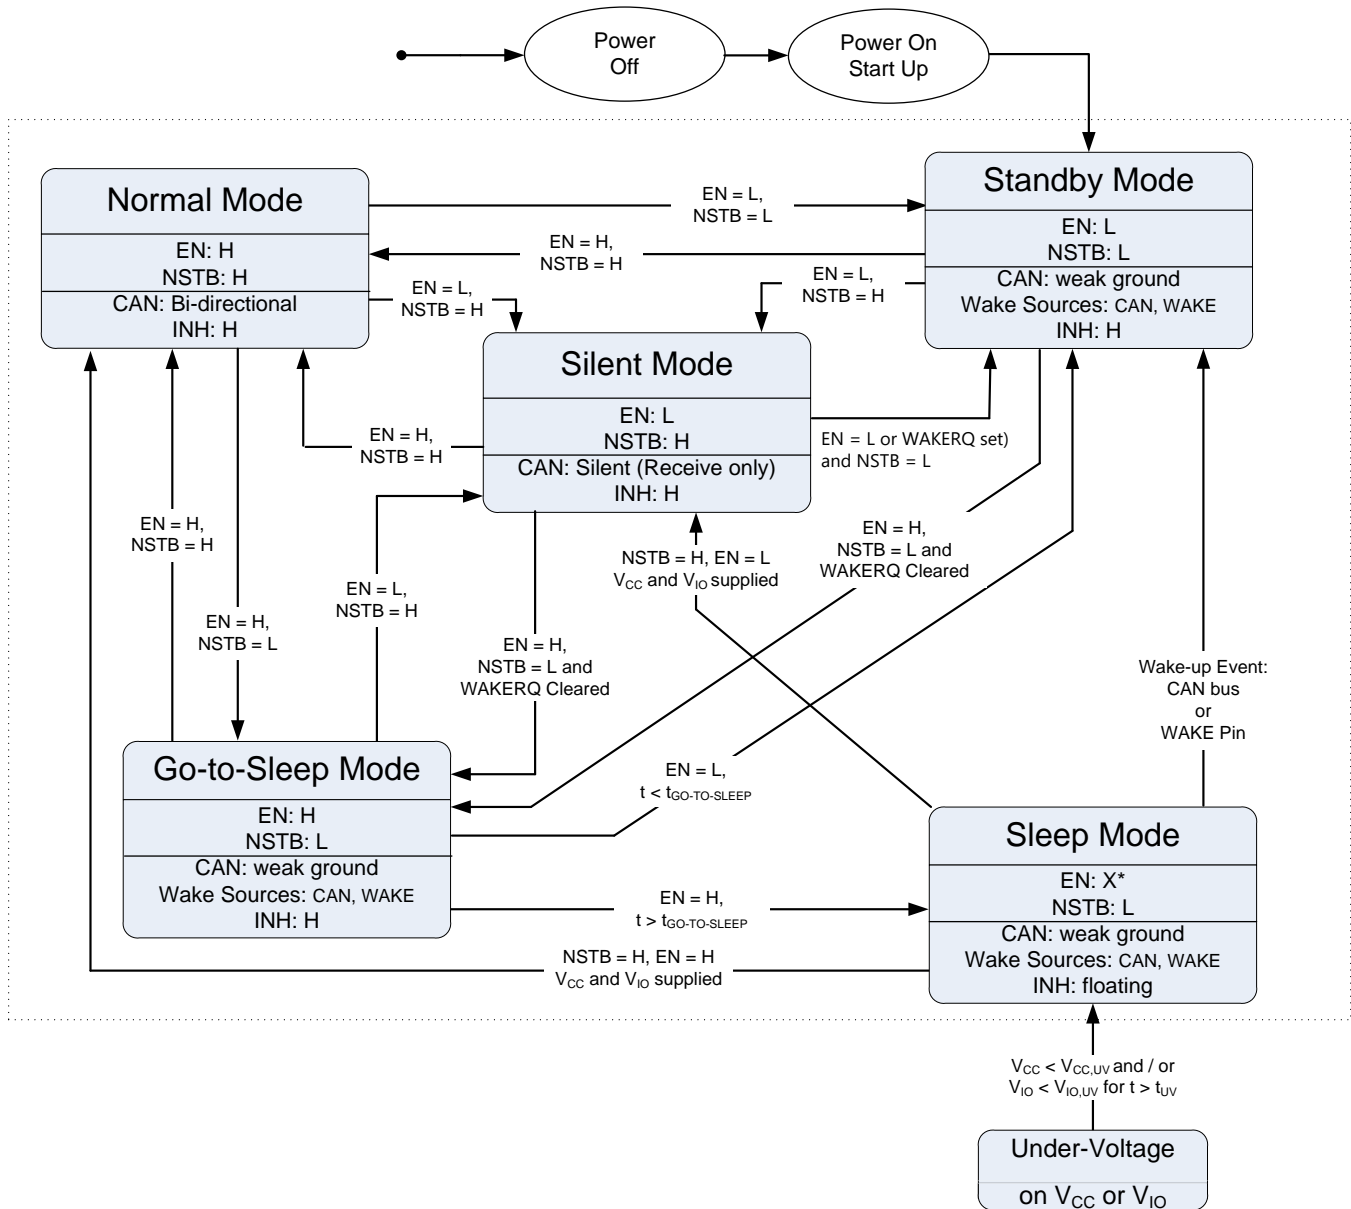 Power
Off
Power On
Start Up
Normal Mode
EN: H
NSTB: H
CAN: Bi-directional
INH: H
EN = L,
NSTB = L
EN = H,
NSTB = H
Standby Mode
EN: L
NSTB: L
CAN: weak ground
Wake Sources: CAN, WAKE
INH: H
EN = L,
NSTB = H
EN = L,
NSTB = H
Silent Mode
EN: L
NSTB: H
CAN: Silent (Receive only)
INH: H
EN = H,
NSTB = H
EN = L or WAKERQ set)
and NSTB = L
EN = H,
NSTB = H
EN = L,
NSTB = H
EN = H,
NSTB = L
EN = H,
NSTB = L and
WAKERQ Cleared
NSTB = H, EN = L
VCC and VIO supplied
EN = H,
NSTB = L and
WAKERQ Cleared
Wake-up Event:
CAN bus
or
WAKE Pin
Go-to-Sleep Mode
EN: H
NSTB: L
CAN: weak ground
Wake Sources: CAN, WAKE
INH: H
EN = L,
t < tGO-TO-SLEEP
EN = H,
t > tGO-TO-SLEEP
NSTB = H, EN = H
VCC and VIO supplied
Sleep Mode
EN: X*
NSTB: L
CAN: weak ground
Wake Sources: CAN, WAKE
INH: floating
VCC < VCC,UV and / or
VIO < VIO,UV for t > tUV
Under-Voltage
on VCC or VIO